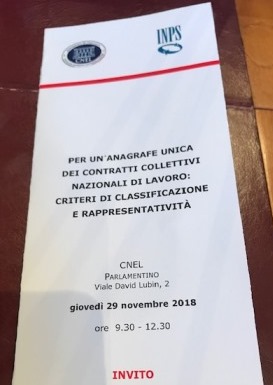 CNEL
INPS
PER UN'ANAGRAFE UNICA
DEI CONTRATTI COLLETTIVI
NAZIONALI DI LAVORO:
CRITERI DI CLASSIFICAZIONE
E RAPPRESENTATIVITÀ
CNEL
PARLAMENTINO
Viale David Lubin, 2
giovedì 29 novembre 2018
ore 9.30 - 12.30
INVITO